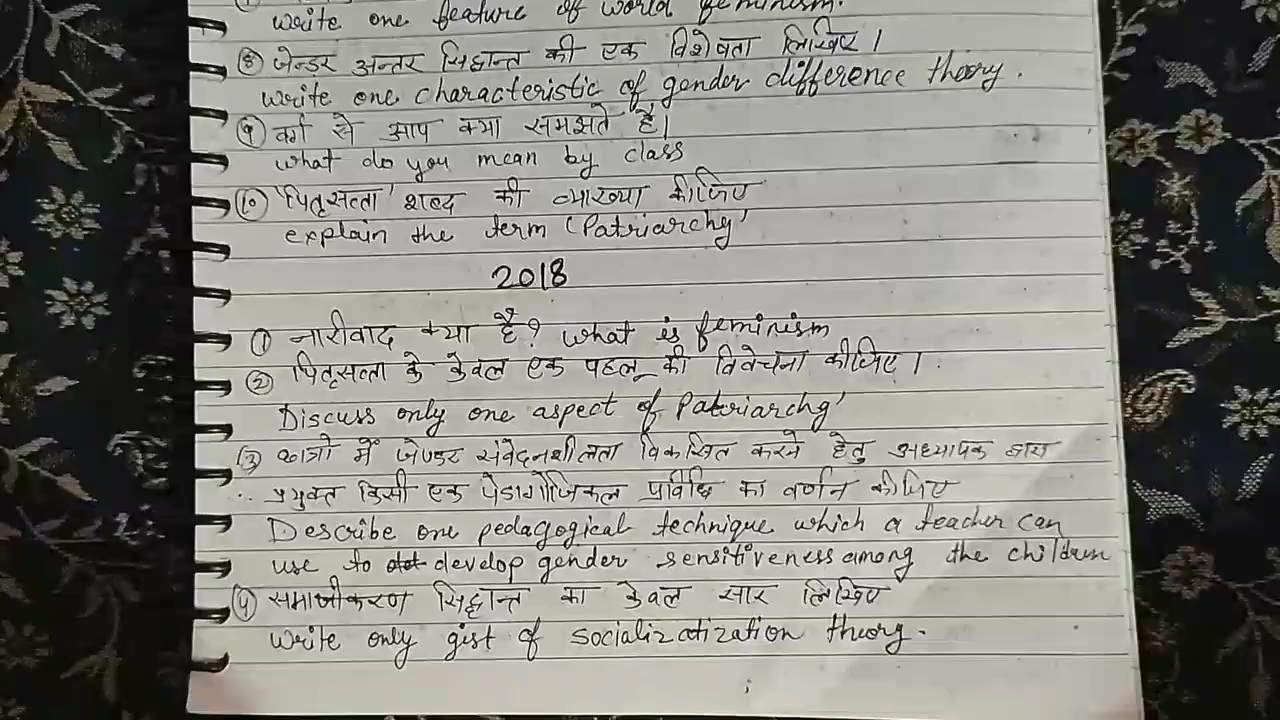 write one feature of world feminism.
⑧ जेन्डर अन्तर सिद्धान्त की एक विशेषता लिखिए।
write one characteristic of gender difference theory.
⑨ वर्ग से आप क्या समझते हैं।
what do you mean by class
⑩ 'पितृसत्ता' शब्द की व्याख्या कीजिए
explain the term (Patriarchy'
2018
① नारीवाद क्या है? what is feminism
② पितृसत्ता के केवल एक पहलू की विवेचना कीजिए।
Discuss only one aspect of Patriarchy'
③ छात्रो में जेण्डर संवेदनशीलता विकसित करने हेतु अध्यापक द्वारा
प्रयुक्त किसी एक पेडागॉजिकल प्रविधि का वर्णन कीजिए
Describe one pedagogical technique which a teacher can
use to develop gender sensitiveness among the children
④ समाजीकरण सिद्धान्त का केवल सार लिखिए
write only gist of socializatization theory.